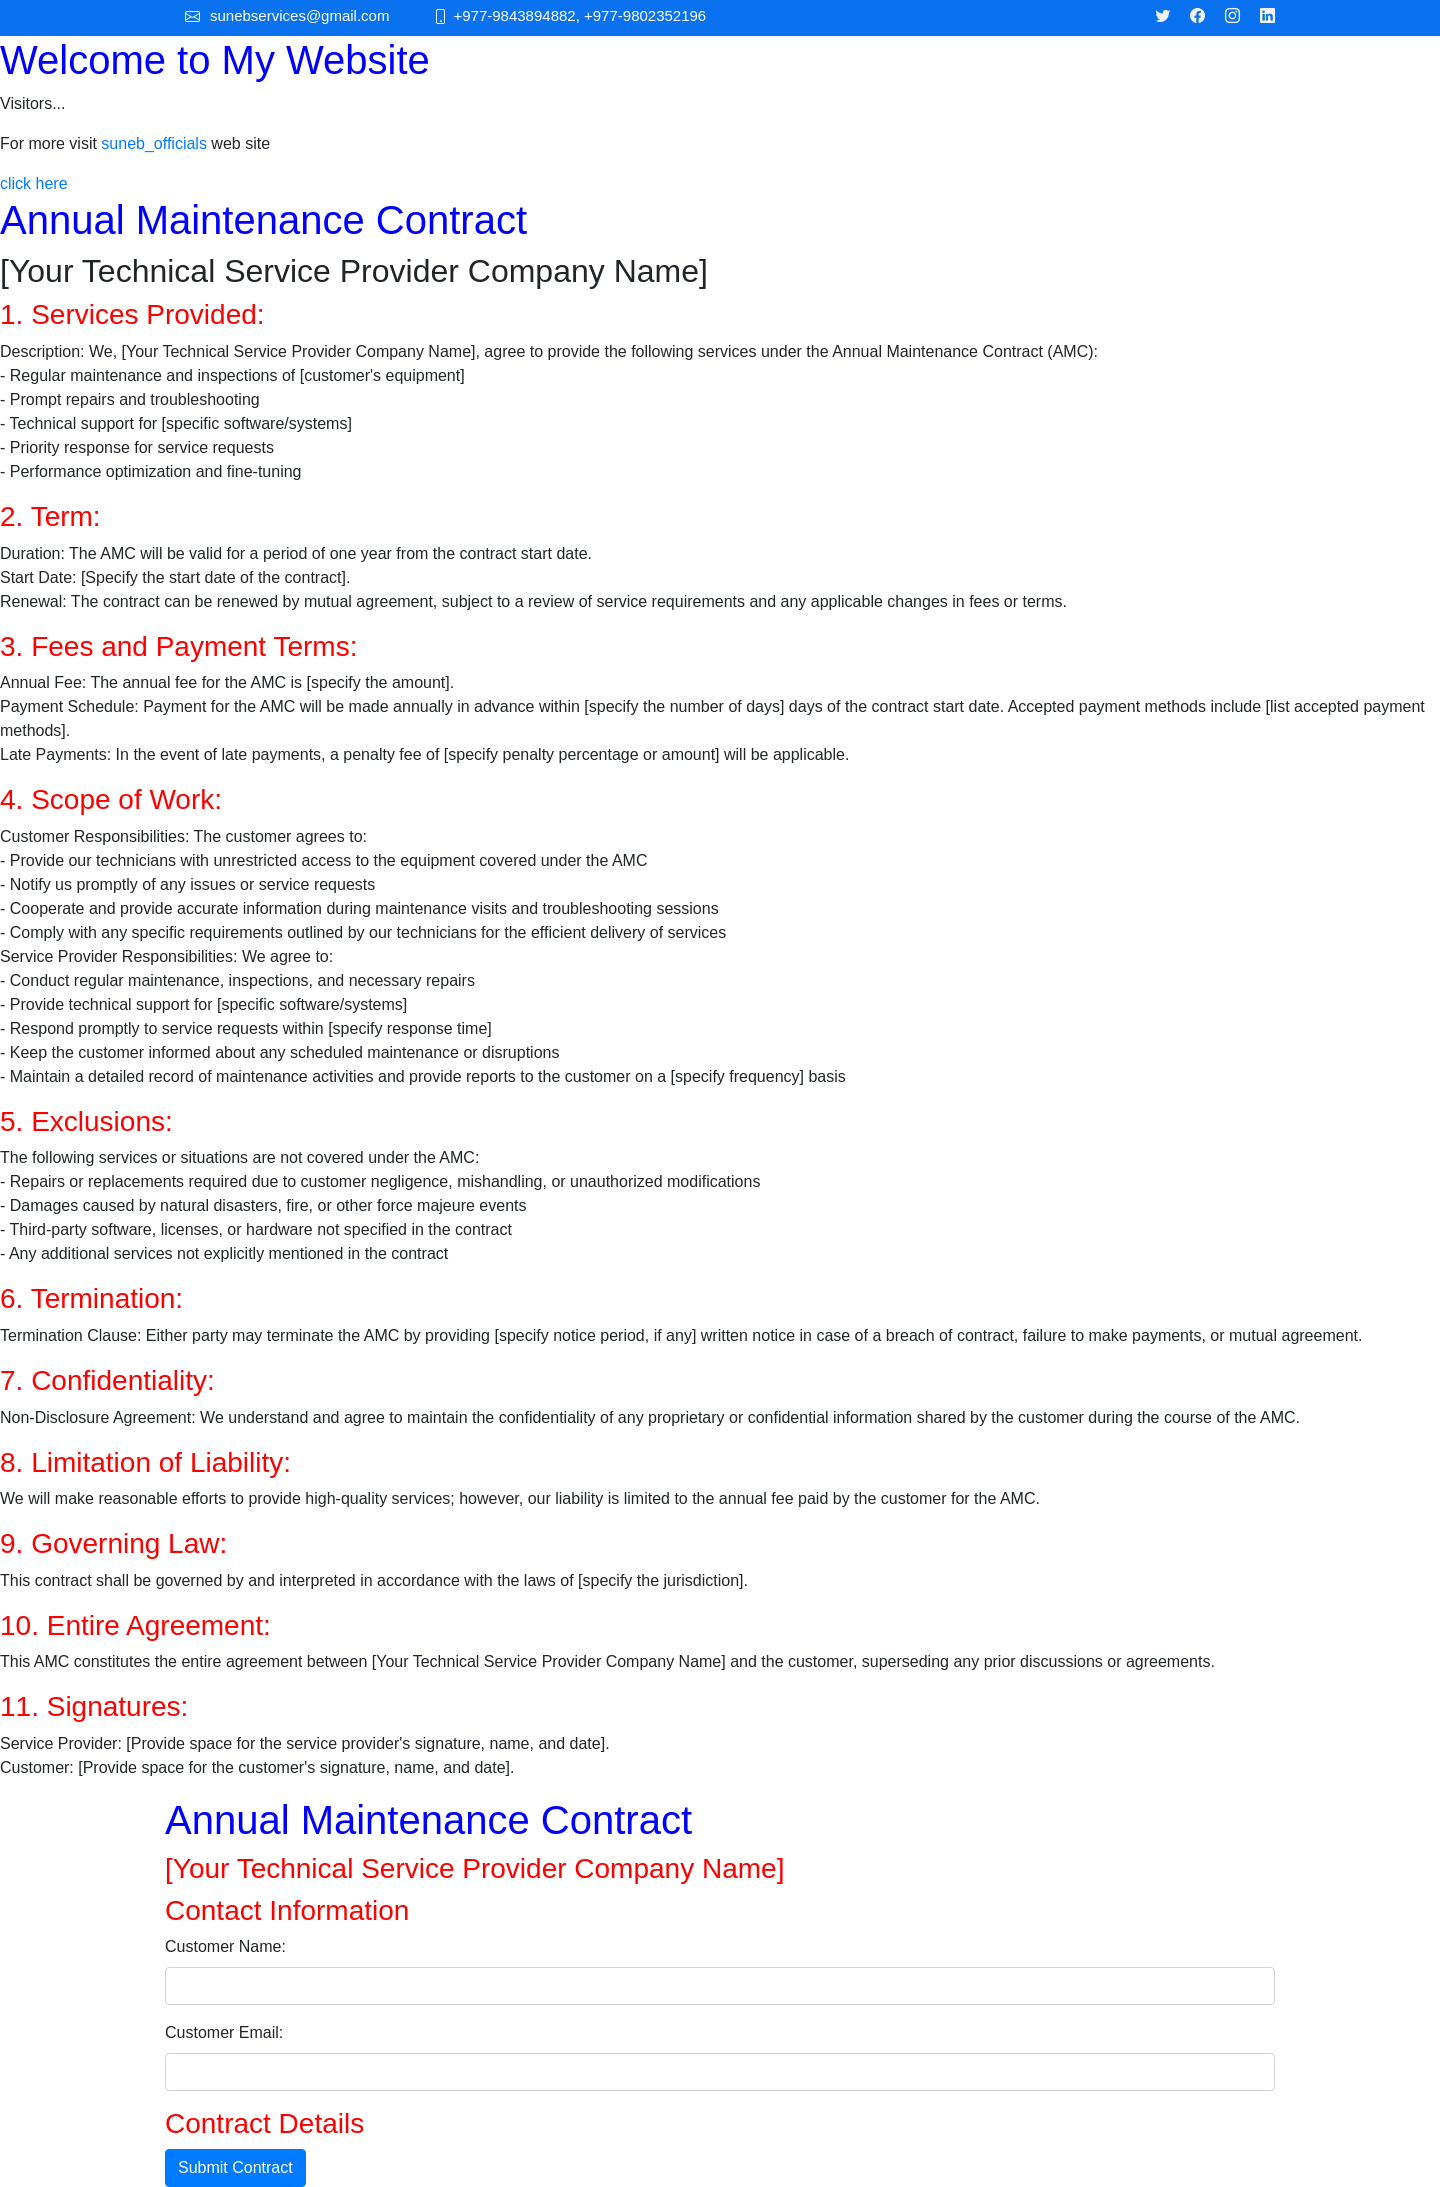 sunebservices@gmail.com +977-9843894882, +977-9802352196
Welcome to My Website
Visitors...
For more visit suneb_officials web site
click here
Annual Maintenance Contract
[Your Technical Service Provider Company Name]
1. Services Provided:
Description: We, [Your Technical Service Provider Company Name], agree to provide the following services under the Annual Maintenance Contract (AMC):
- Regular maintenance and inspections of [customer's equipment]
- Prompt repairs and troubleshooting
- Technical support for [specific software/systems]
- Priority response for service requests
- Performance optimization and fine-tuning
2. Term:
Duration: The AMC will be valid for a period of one year from the contract start date.
Start Date: [Specify the start date of the contract].
Renewal: The contract can be renewed by mutual agreement, subject to a review of service requirements and any applicable changes in fees or terms.
3. Fees and Payment Terms:
Annual Fee: The annual fee for the AMC is [specify the amount].
Payment Schedule: Payment for the AMC will be made annually in advance within [specify the number of days] days of the contract start date. Accepted payment methods include [list accepted payment
methods].
Late Payments: In the event of late payments, a penalty fee of [specify penalty percentage or amount] will be applicable.
4. Scope of Work:
Customer Responsibilities: The customer agrees to:
- Provide our technicians with unrestricted access to the equipment covered under the AMC
- Notify us promptly of any issues or service requests
- Cooperate and provide accurate information during maintenance visits and troubleshooting sessions
- Comply with any specific requirements outlined by our technicians for the efficient delivery of services
Service Provider Responsibilities: We agree to:
- Conduct regular maintenance, inspections, and necessary repairs
- Provide technical support for [specific software/systems]
- Respond promptly to service requests within [specify response time]
- Keep the customer informed about any scheduled maintenance or disruptions
- Maintain a detailed record of maintenance activities and provide reports to the customer on a [specify frequency] basis
5. Exclusions:
The following services or situations are not covered under the AMC:
- Repairs or replacements required due to customer negligence, mishandling, or unauthorized modifications
- Damages caused by natural disasters, fire, or other force majeure events
- Third-party software, licenses, or hardware not specified in the contract
- Any additional services not explicitly mentioned in the contract
6. Termination:
Termination Clause: Either party may terminate the AMC by providing [specify notice period, if any] written notice in case of a breach of contract, failure to make payments, or mutual agreement.
7. Confidentiality:
Non-Disclosure Agreement: We understand and agree to maintain the confidentiality of any proprietary or confidential information shared by the customer during the course of the AMC.
8. Limitation of Liability:
We will make reasonable efforts to provide high-quality services; however, our liability is limited to the annual fee paid by the customer for the AMC.
9. Governing Law:
This contract shall be governed by and interpreted in accordance with the laws of [specify the jurisdiction].
10. Entire Agreement:
This AMC constitutes the entire agreement between [Your Technical Service Provider Company Name] and the customer, superseding any prior discussions or agreements.
11. Signatures:
Service Provider: [Provide space for the service provider's signature, name, and date].
Customer: [Provide space for the customer's signature, name, and date].
Annual Maintenance Contract
[Your Technical Service Provider Company Name]
Contact Information
Customer Name:
Customer Email:
Contract Details
Submit Contract